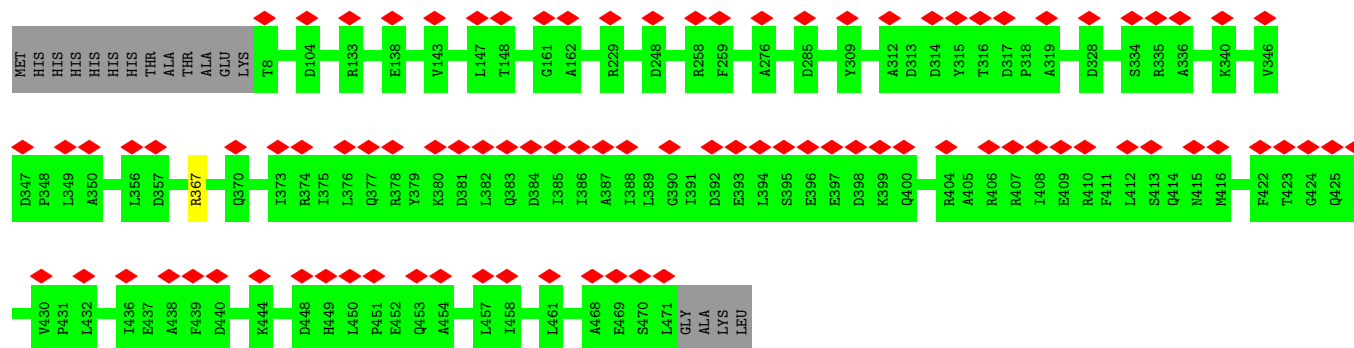 MET HIS HIS HIS HIS HIS HIS THR ALA THR ALA GLU LYS T8 D104 R133 E138 V143 L147 T148 G161 A162 R229 D248 R258 F259 A276 D285 Y309 A312 D313 D314 Y315 T316 D317 P318 A319 D328 S334 R335 A336 K340 V346
D347 P348 L349 A350 L356 D357 R367 Q370 I373 R374 I375 L376 Q377 R378 Y379 K380 D381 L382 Q383 D384 I385 I386 A387 I388 L389 G390 I391 D392 E393 L394 S395 E396 E397 D398 K399 Q400 R404 A405 R406 R407 I408 E409 R410 F411 L412 S413 Q414 N415 M416 F422 T423 G424 Q425
V430 P431 L432 I436 E437 A438 F439 D440 K444 D448 H449 L450 P451 E452 Q453 A454 L457 I458 L461 A468 E469 S470 L471 GLY ALA LYS LEU